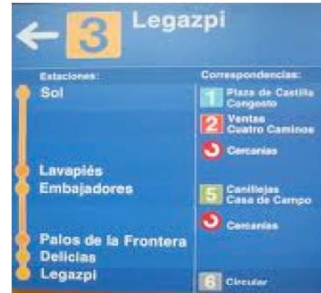 3 Legazpi
Estaciones:
Correspondencias:
Sol
1 Plaza de Castilla
Congosto
2 Ventas
Cuatro Caminos
Cercanías
Lavapiés
Embajadores
5 Canillejas
Casa de Campo
Cercanías
Palos de la Frontera
Delicias
Legazpi
6 Circular